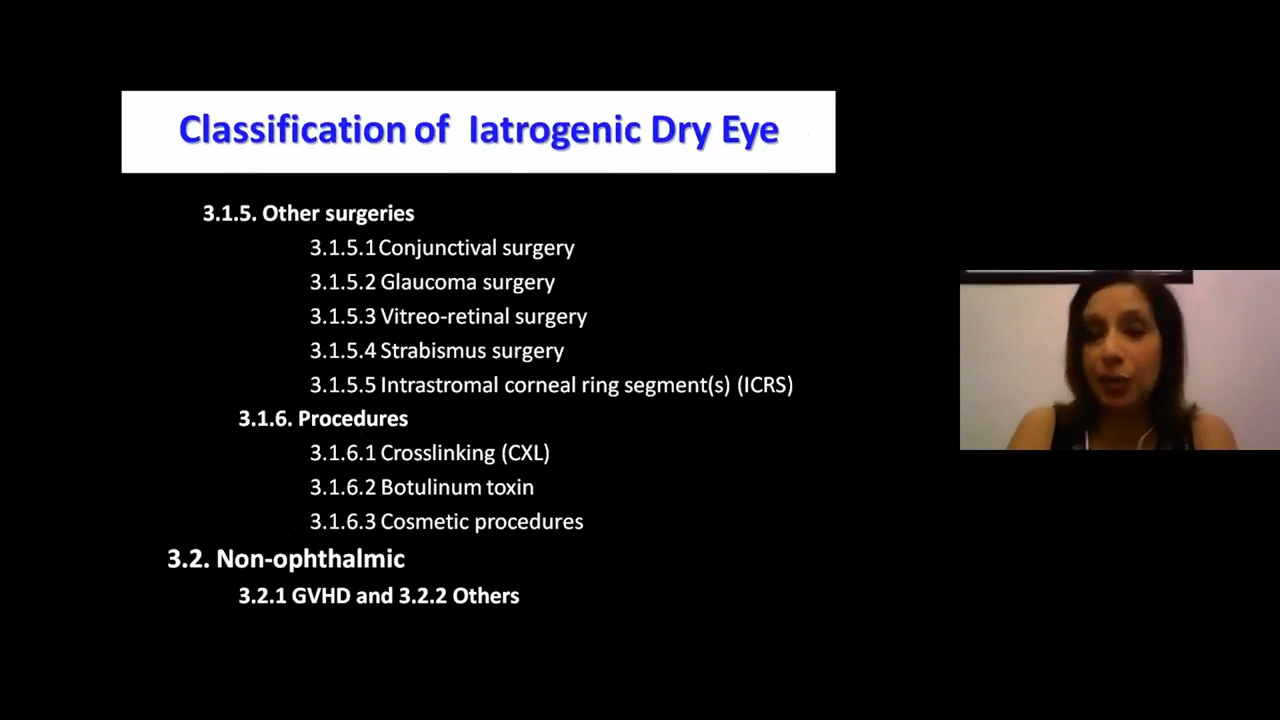 Classification of Iatrogenic Dry Eye
3.1.5. Other surgeries
3.1.5.1 Conjunctival surgery
3.1.5.2 Glaucoma surgery
3.1.5.3 Vitreo-retinal surgery
3.1.5.4 Strabismus surgery
3.1.5.5 Intrastromal corneal ring segment(s) (ICRS)
3.1.6. Procedures
3.1.6.1 Crosslinking (CXL)
3.1.6.2 Botulinum toxin
3.1.6.3 Cosmetic procedures
3.2. Non-ophthalmic
3.2.1 GVHD and 3.2.2 Others